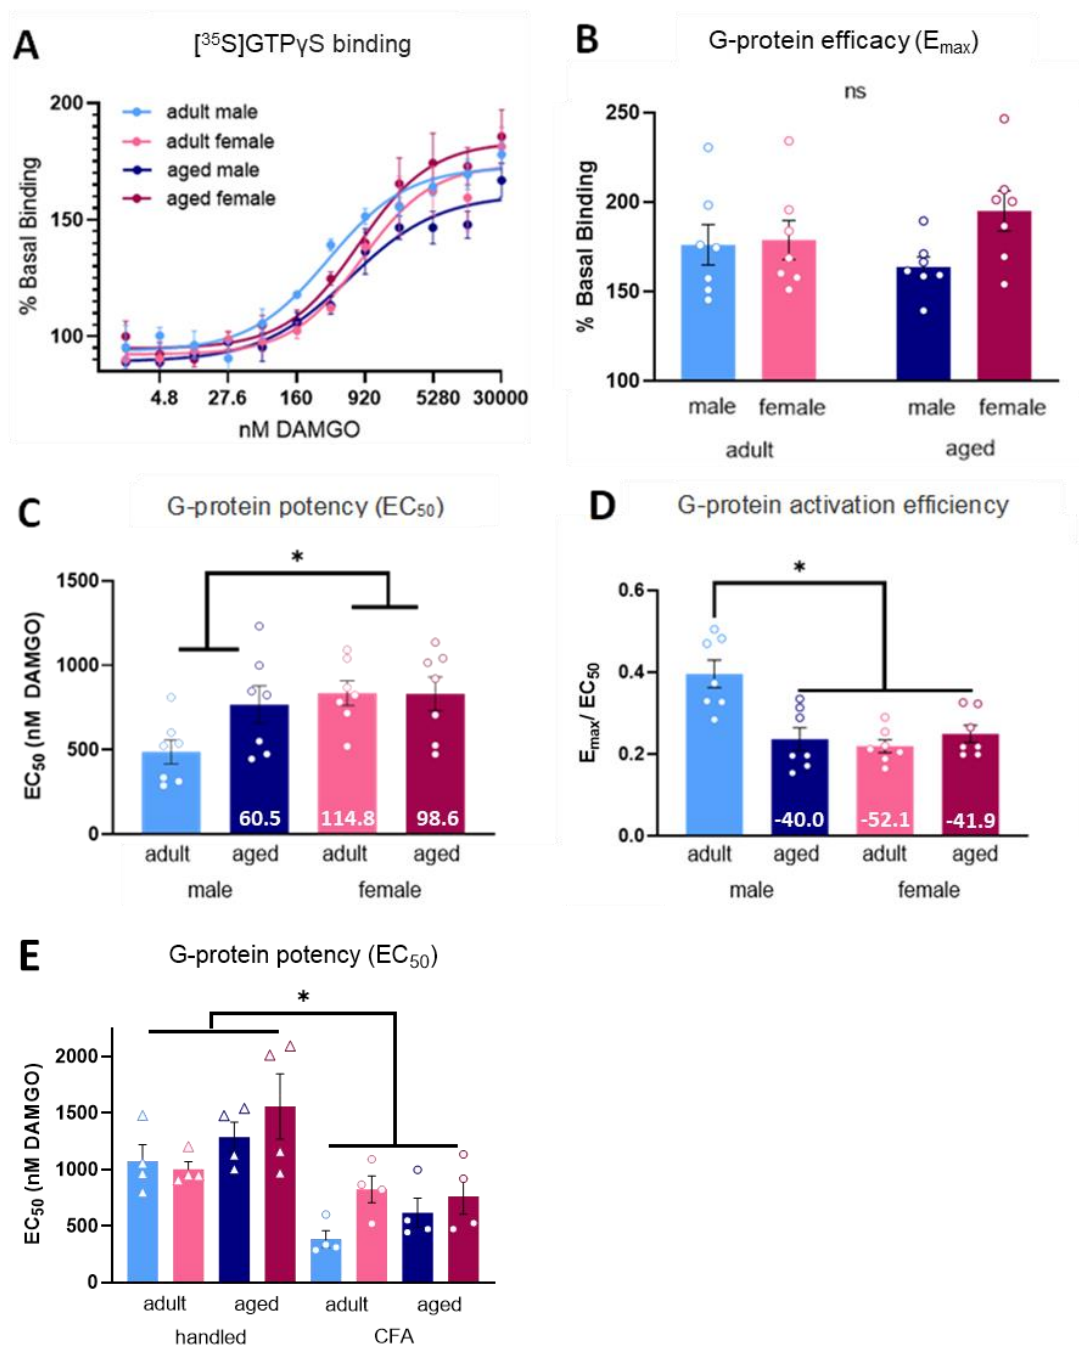 A
[³⁵S]GTPγS binding
200
150
100
% Basal Binding
adult male
adult female
aged male
aged female
4.8 27.6 160 920 5280 30000
nM DAMGO
B
G-protein efficacy (Eₘₐₓ)
ns
250
200
150
100
% Basal Binding
male female male female
adult aged
C
G-protein potency (EC₅₀)
*
1500
1000
500
0
EC₅₀ (nM DAMGO)
60.5 114.8 98.6
adult aged adult aged
male female
D
G-protein activation efficiency
*
0.6
0.4
0.2
0.0
Eₘₐₓ/ EC₅₀
-40.0 -52.1 -41.9
adult aged adult aged
male female
E
G-protein potency (EC₅₀)
*
2000
1500
1000
500
0
EC₅₀ (nM DAMGO)
adult aged adult aged
handled CFA